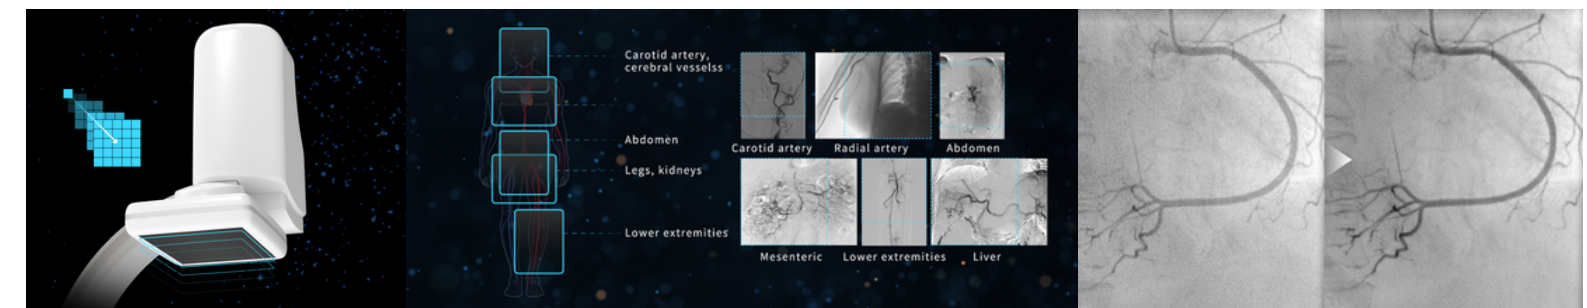 Carotid artery,
cerebral vesselss
Abdomen
Legs, kidneys
Lower extremities
Carotid artery
Radial artery
Abdomen
Mesenteric
Lower extremities
Liver